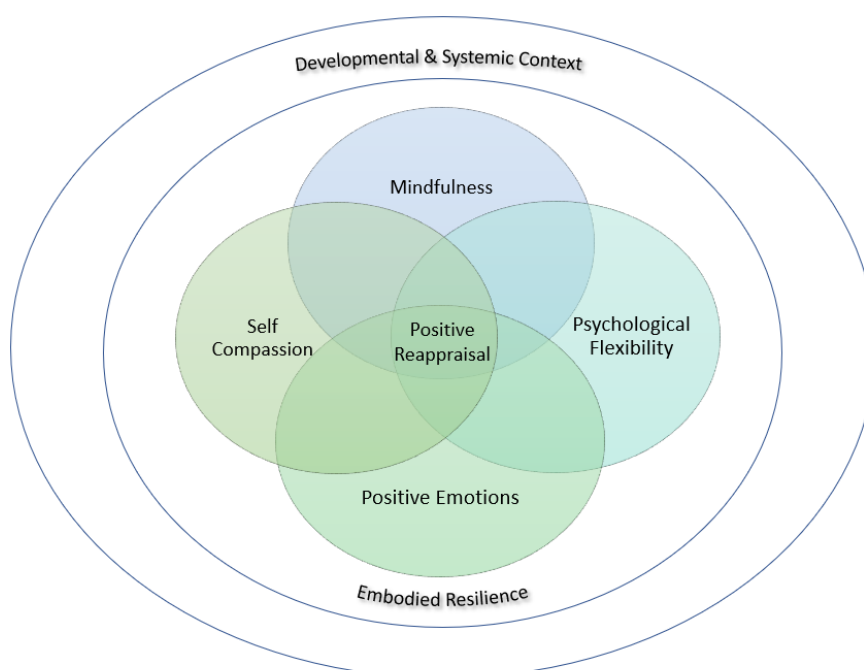 Developmental & Systemic Context
Mindfulness
Self
Compassion
Positive
Reappraisal
Psychological
Flexibility
Positive Emotions
Embodied Resilience